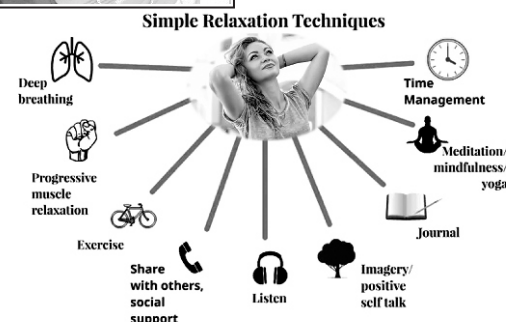 Simple Relaxation Techniques
Deep
breathing
Time
Management
Progressive
muscle
relaxation
Meditation/
mindfulness/
yoga
Exercise
Journal
Share
with others,
social
support
Listen
Imagery/
positive
self talk